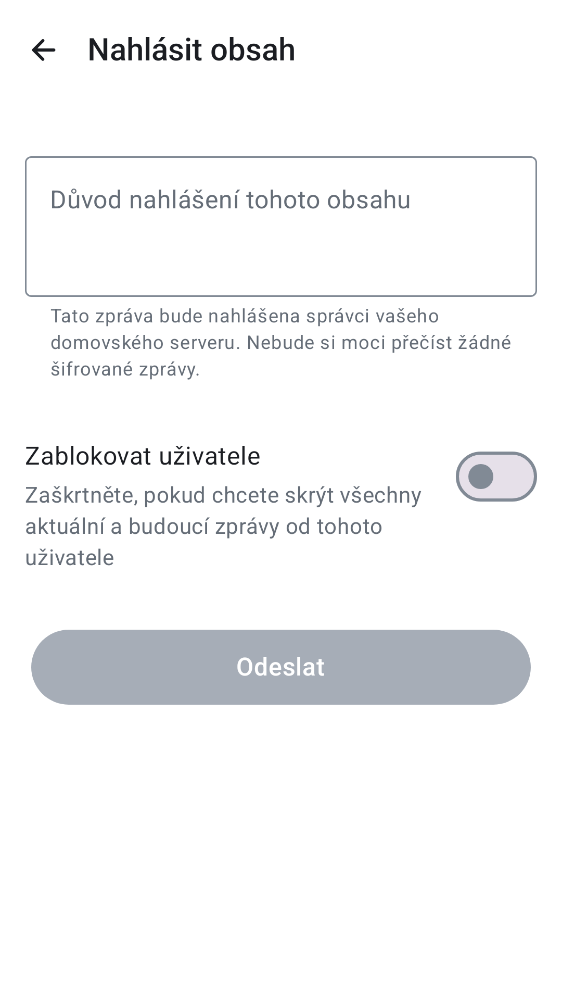 Nahlásit obsah
Důvod nahlášení tohoto obsahu
Tato zpráva bude nahlášena správci vašeho
domovského serveru. Nebude si moci přečíst žádné
šifrované zprávy.
Zablokovat uživatele
Zaškrtněte, pokud chcete skrýt všechny
aktuální a budoucí zprávy od tohoto
uživatele
Odeslat